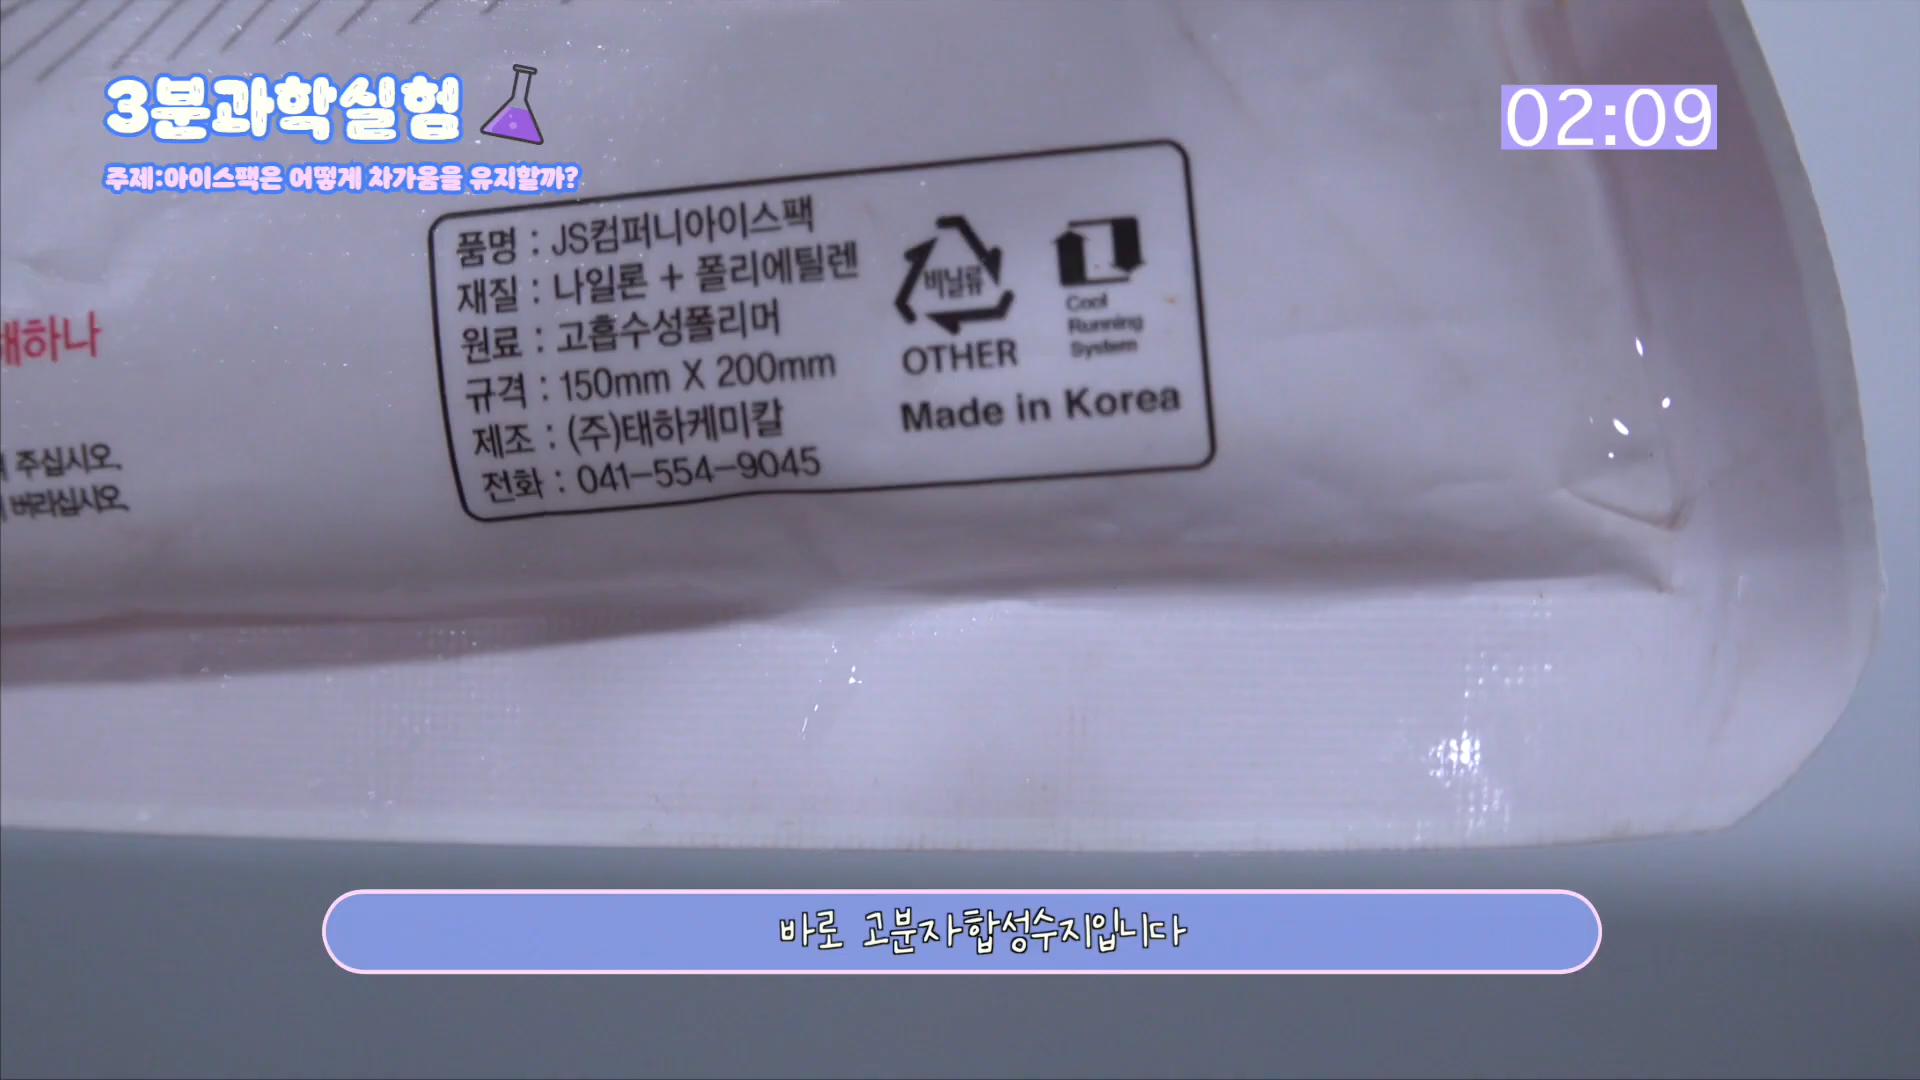 3분과학실험
02:09
주제:아이스팩은 어떻게 차가움을 유지할까?
품명 : JS컴퍼니아이스팩
재질 : 나일론 + 폴리에틸렌
원료 : 고흡수성폴리머
규격 : 150mm X 200mm
제조 : (주)태하케미칼
전화 : 041-554-9045
비닐류
OTHER
Cool
Running
System
Made in Korea
해하나
주십시오.
버리십시오.
바로 고분자합성수지입니다